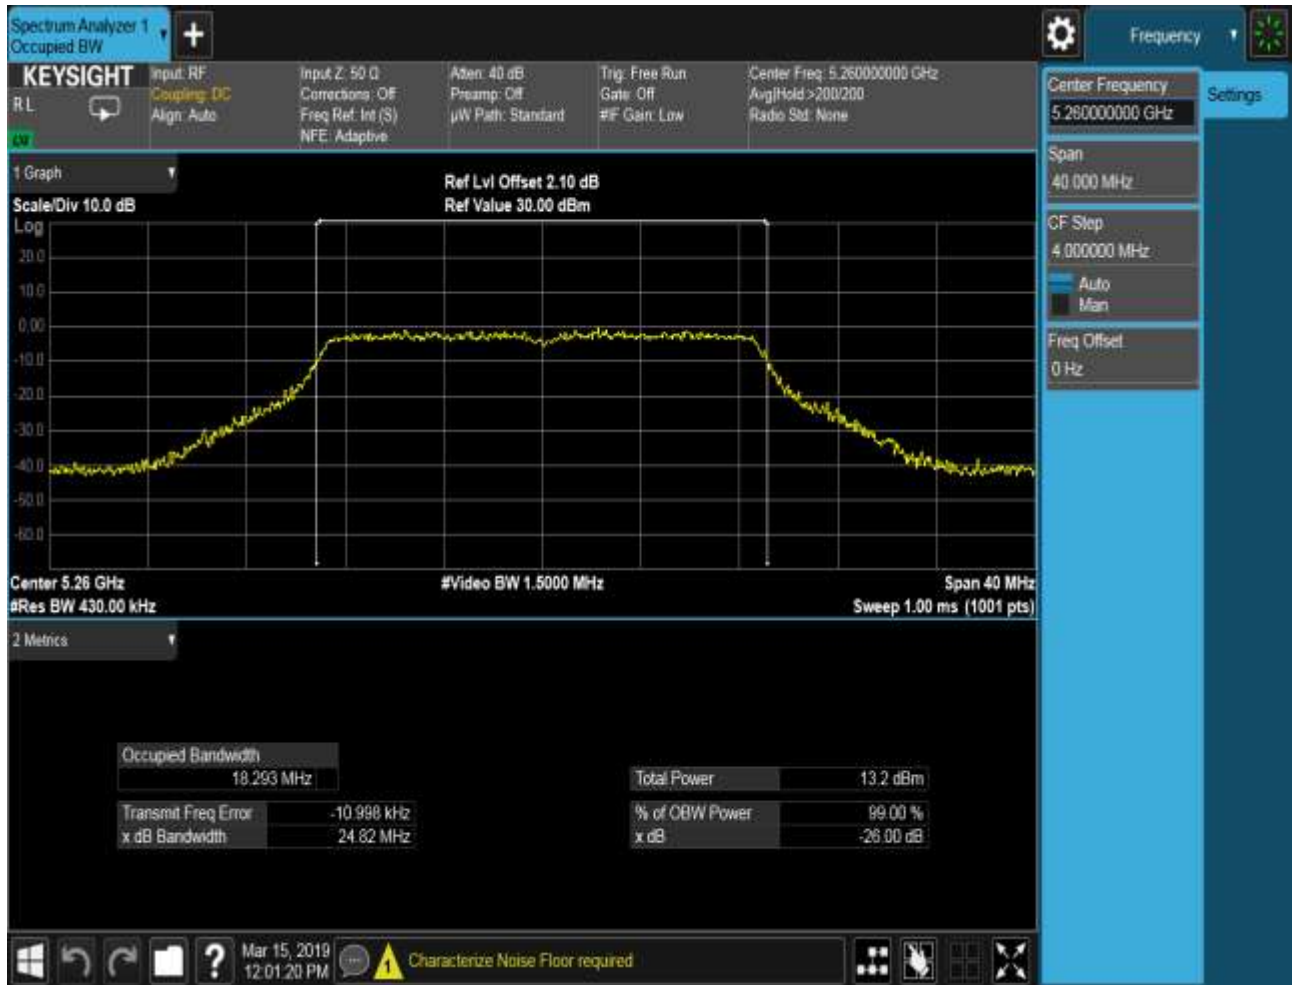 Spectrum Analyzer 1
Occupied BW
Frequency
KEYSIGHT
R L
Input: RF
Coupling: DC
Align: Auto
Input Z: 50 Ω
Corrections: Off
Freq Ref: Int (S)
NFE: Adaptive
Atten: 40 dB
Preamp: Off
µW Path: Standard
Trig: Free Run
Gate: Off
#IF Gain: Low
Center Freq: 5.260000000 GHz
Avg|Hold:>200/200
Radio Std: None
Center Frequency
5.260000000 GHz
Settings
Span
40.000 MHz
CF Step
4.000000 MHz
Auto
Man
Freq Offset
0 Hz
1 Graph
Scale/Div 10.0 dB
Ref Lvl Offset 2.10 dB
Ref Value 30.00 dBm
Log
20.0
10.0
0.00
-10.0
-20.0
-30.0
-40.0
-50.0
-60.0
Center 5.26 GHz
#Video BW 1.5000 MHz
Span 40 MHz
#Res BW 430.00 kHz
Sweep 1.00 ms (1001 pts)
2 Metrics
Occupied Bandwidth
18.293 MHz
Total Power 13.2 dBm
Transmit Freq Error -10.998 kHz
% of OBW Power 99.00 %
x dB Bandwidth 24.82 MHz
x dB -26.00 dB
Mar 15, 2019
12:01:20 PM
1
Characterize Noise Floor required